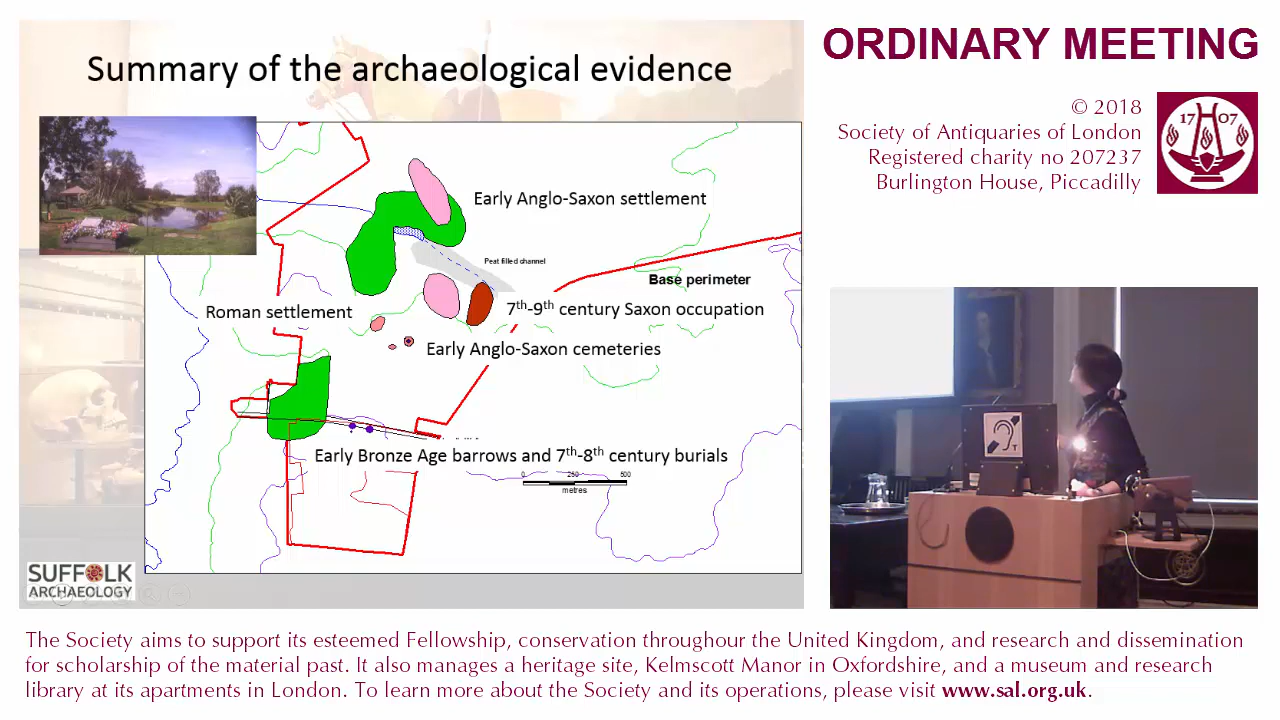 Summary of the archaeological evidence
Early Anglo-Saxon settlement
Peat filled channel
Base perimeter
Roman settlement
7th-9th century Saxon occupation
Early Anglo-Saxon cemeteries
Early Bronze Age barrows and 7th-8th century burials
0 250 500
metres
SUFFOLK
ARCHAEOLOGY
ORDINARY MEETING
© 2018
Society of Antiquaries of London
Registered charity no 207237
Burlington House, Piccadilly
17 07
T
The Society aims to support its esteemed Fellowship, conservation throughour the United Kingdom, and research and dissemination
for scholarship of the material past. It also manages a heritage site, Kelmscott Manor in Oxfordshire, and a museum and research
library at its apartments in London. To learn more about the Society and its operations, please visit www.sal.org.uk.